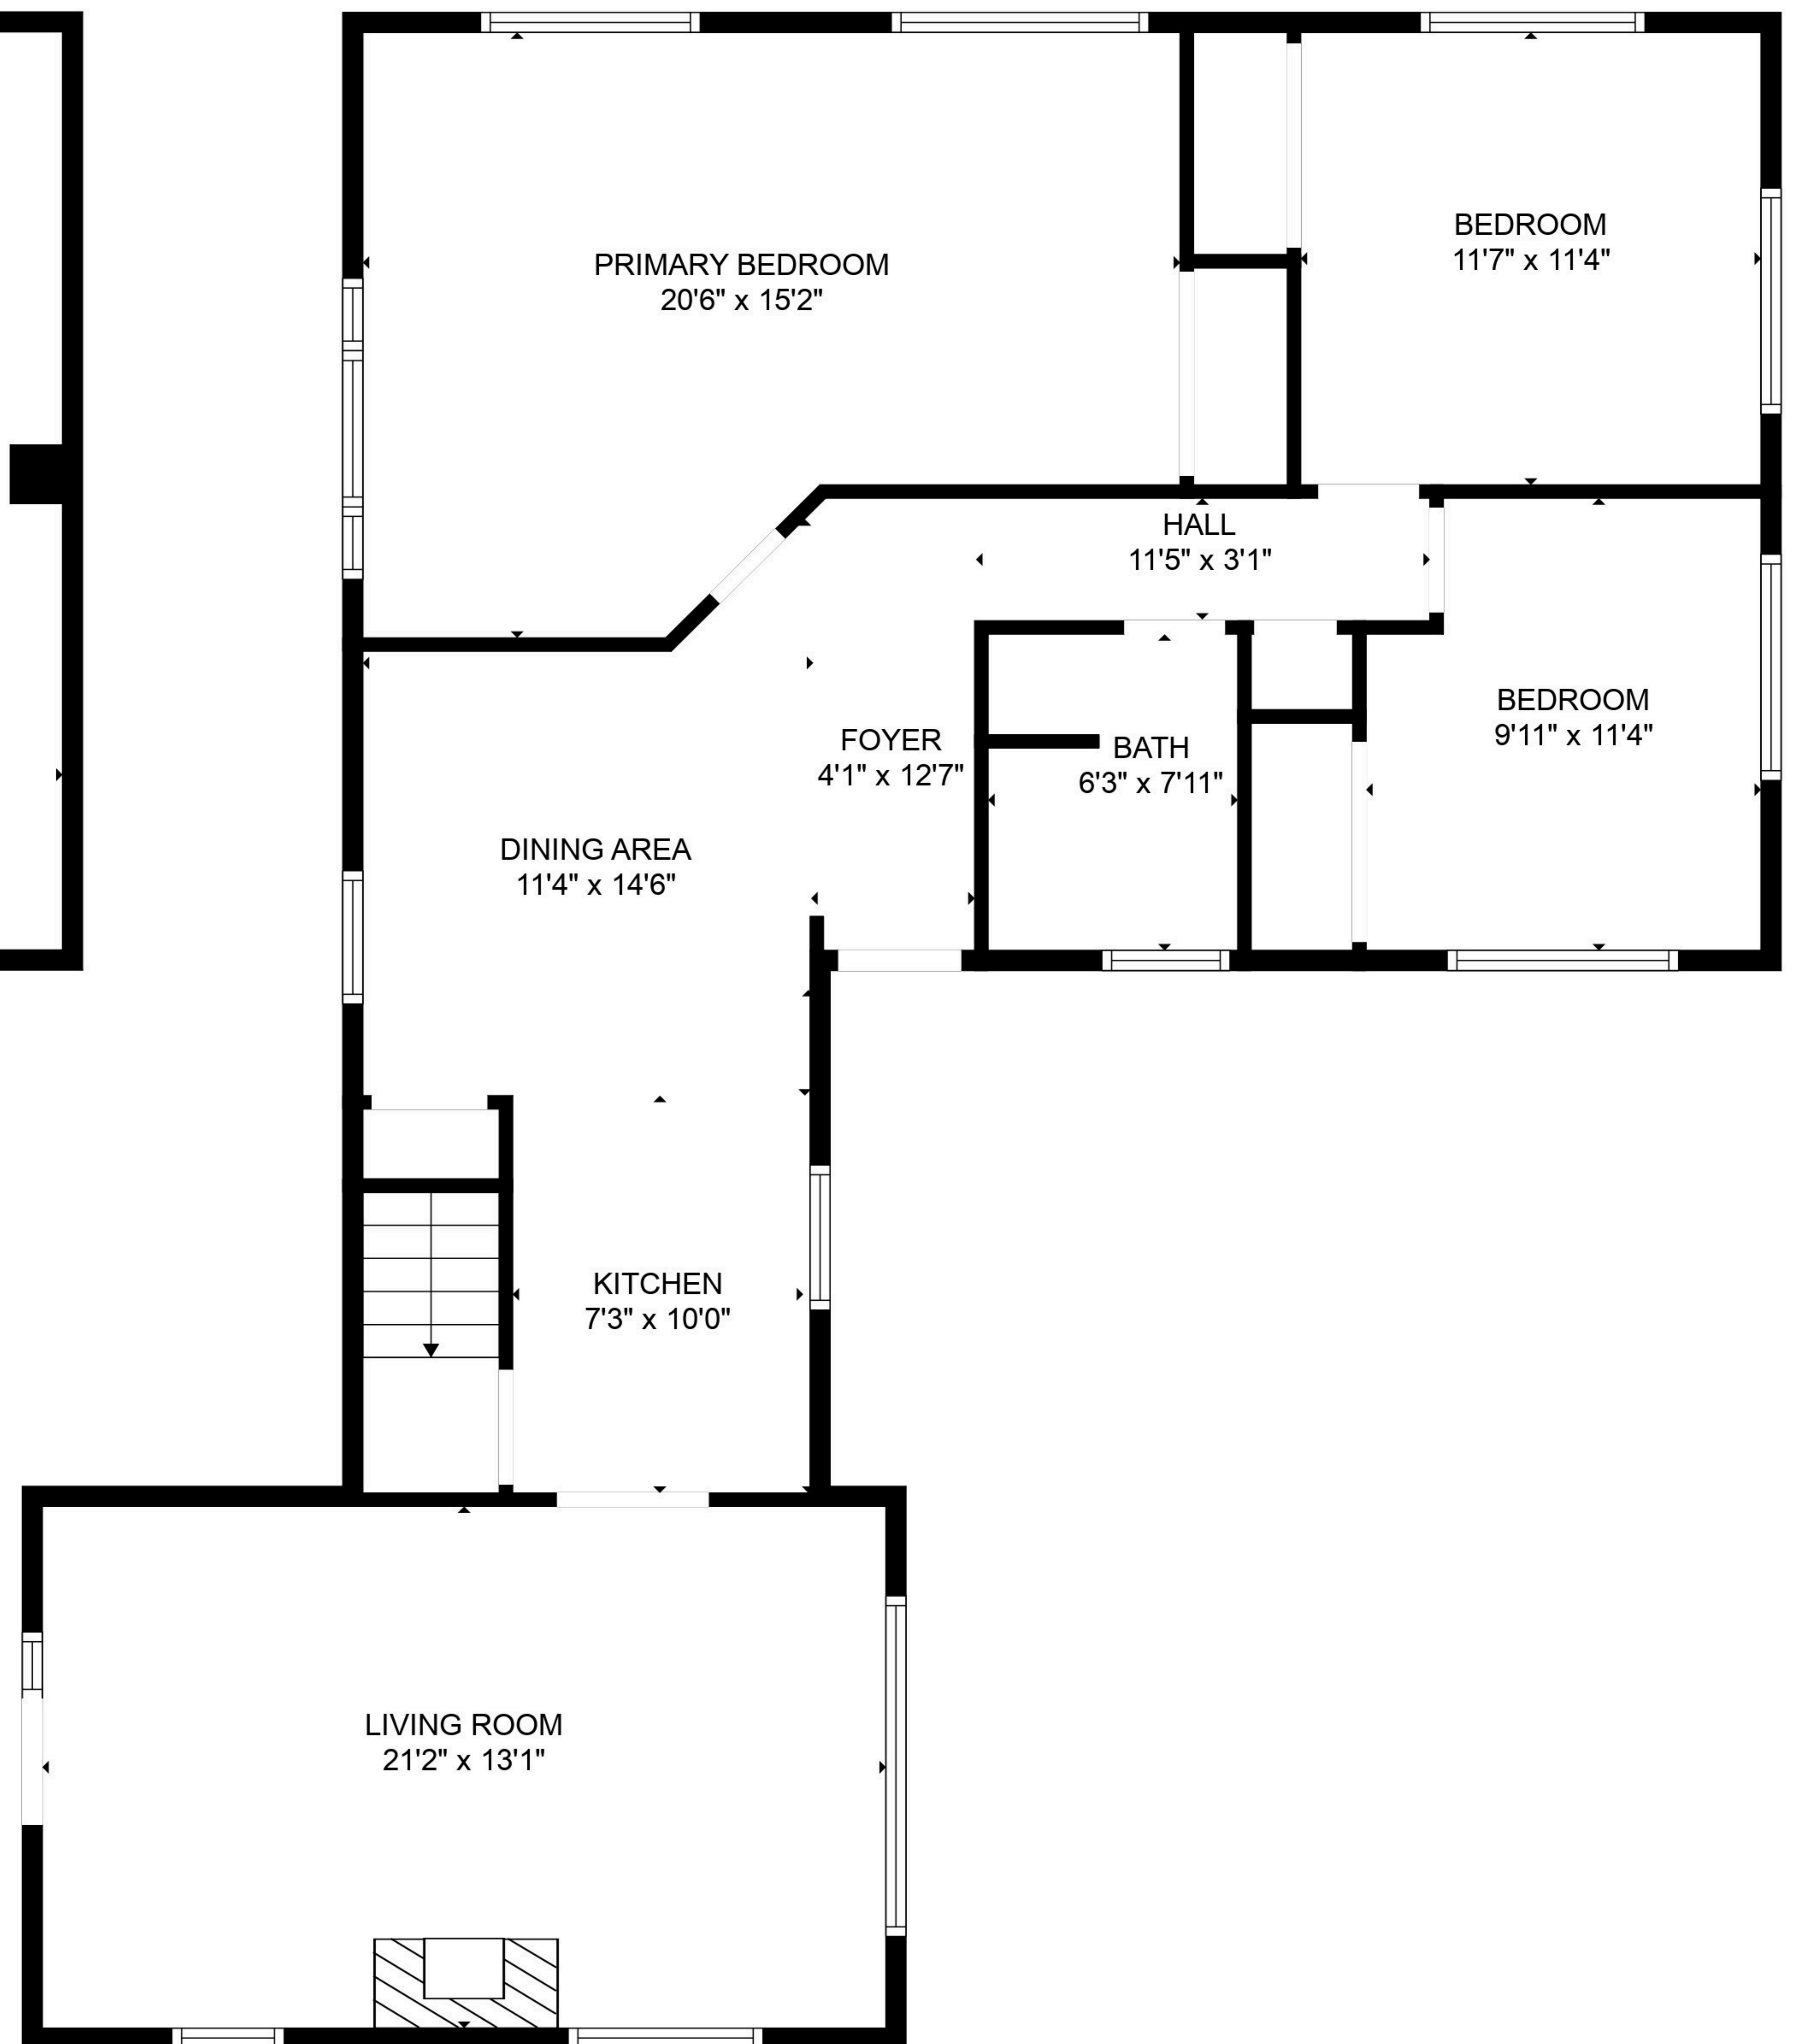 PRIMARY BEDROOM
20'6" x 15'2"
BEDROOM
11'7" x 11'4"
HALL
11'5" x 3'1"
BEDROOM
9'11" x 11'4"
FOYER
4'1" x 12'7"
BATH
6'3" x 7'11"
DINING AREA
11'4" x 14'6"
KITCHEN
7'3" x 10'0"
LIVING ROOM
21'2" x 13'1"